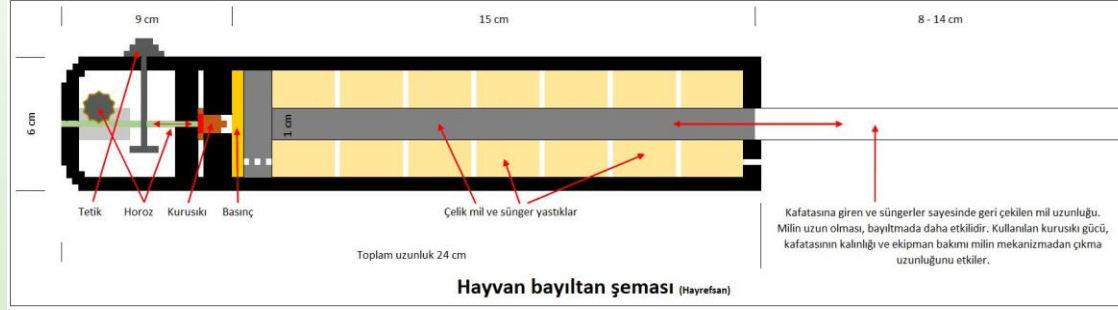 9 cm
15 cm
8 - 14 cm
6 cm
1 cm
Tetik
Horoz
Kurusıkı
Basınç
Çelik mil ve sünger yastıklar
Kafatasına giren ve süngerler sayesinde geri çekilen mil uzunluğu.
Milin uzun olması, bayıltmada daha etkilidir. Kullanılan kurusıkı gücü,
kafatasının kalınlığı ve ekipman bakımı milin mekanizmadan çıkma
uzunluğunu etkiler.
Toplam uzunluk 24 cm
Hayvan bayıltan şeması (Hayrefsan)